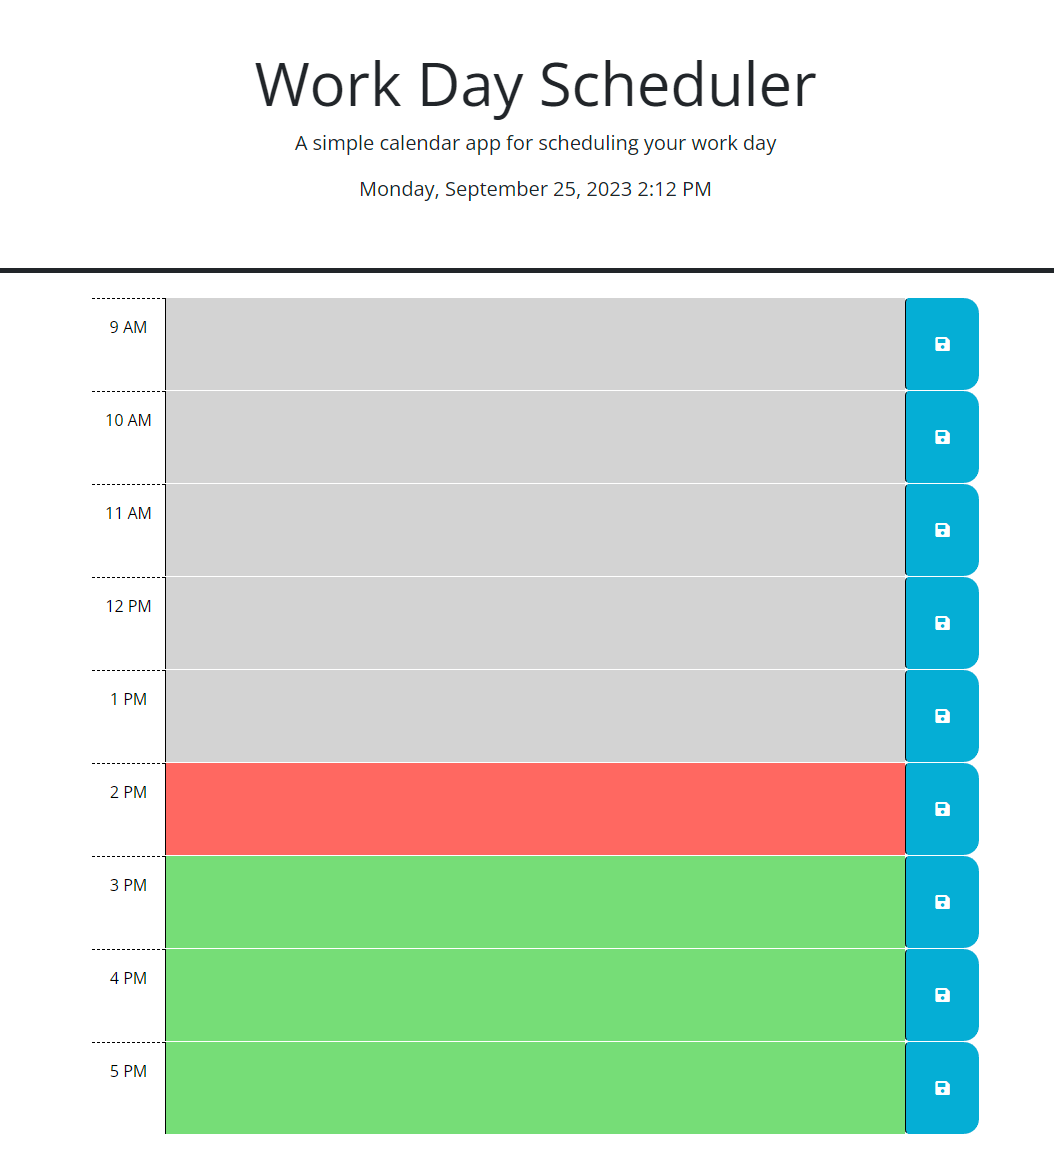 Work Day Scheduler
A simple calendar app for scheduling your work day
Monday, September 25, 2023 2:12 PM
9 AM
10 AM
11 AM
12 PM
1 PM
2 PM
3 PM
4 PM
5 PM